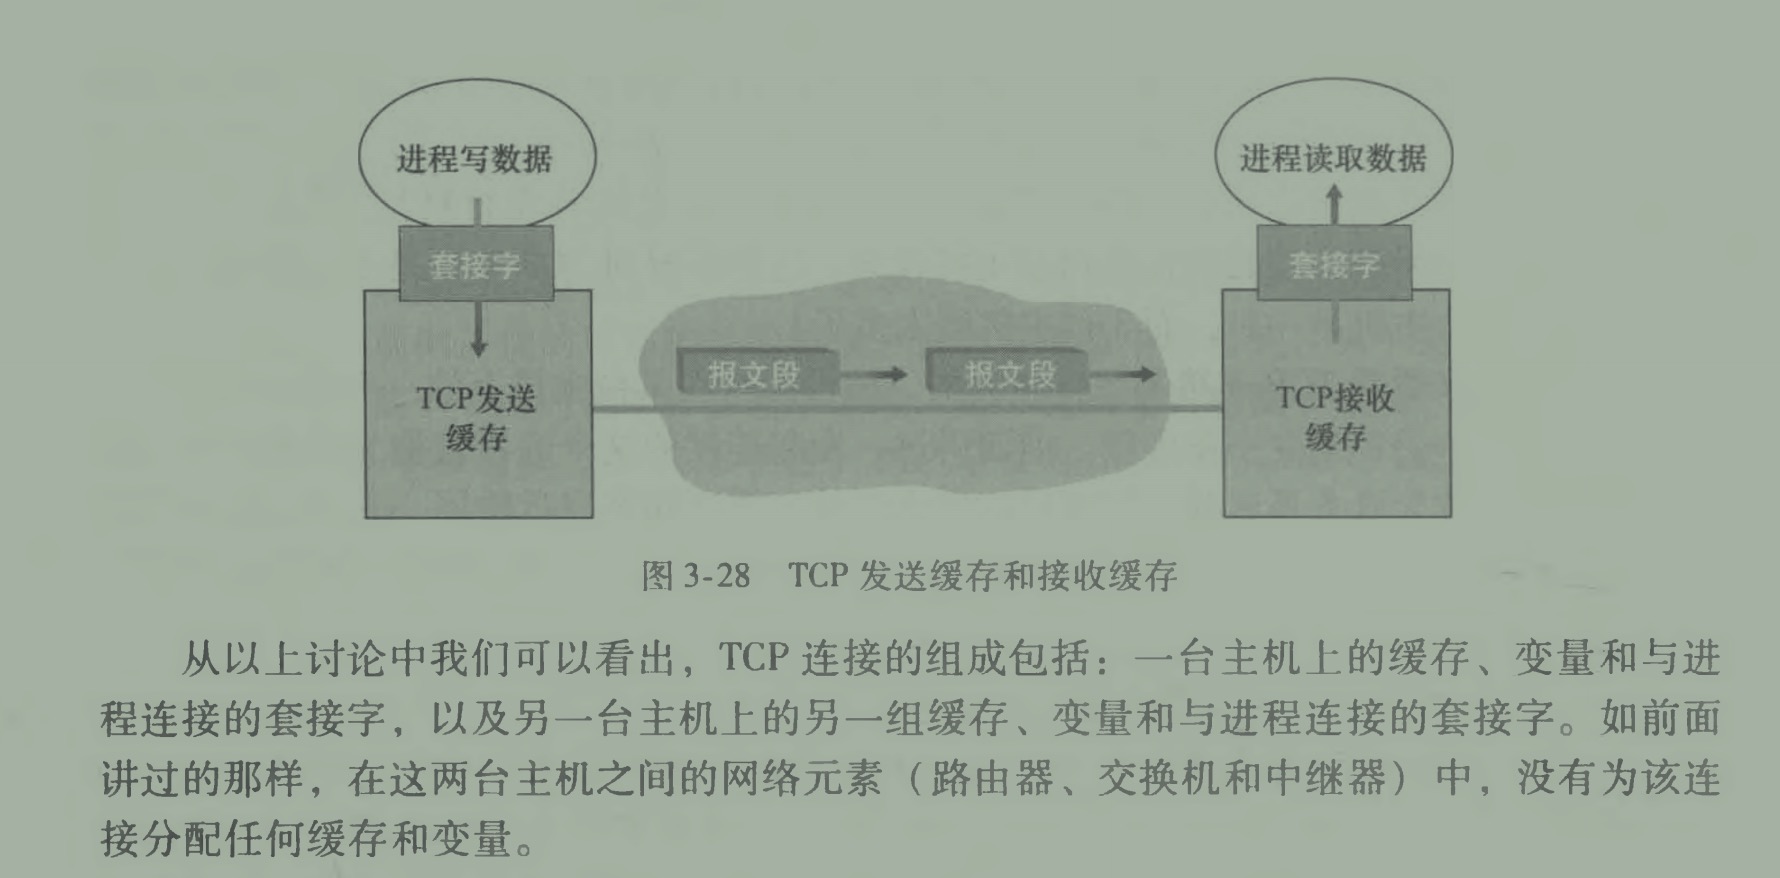 进程写数据
进程读取数据
套接字
套接字
报文段
报文段
TCP发送
缓存
TCP接收
缓存
图 3-28 TCP 发送缓存和接收缓存
从以上讨论中我们可以看出，TCP 连接的组成包括：一台主机上的缓存、变量和与进
程连接的套接字，以及另一台主机上的另一组缓存、变量和与进程连接的套接字。如前面
讲过的那样，在这两台主机之间的网络元素（路由器、交换机和中继器）中，没有为该连
接分配任何缓存和变量。